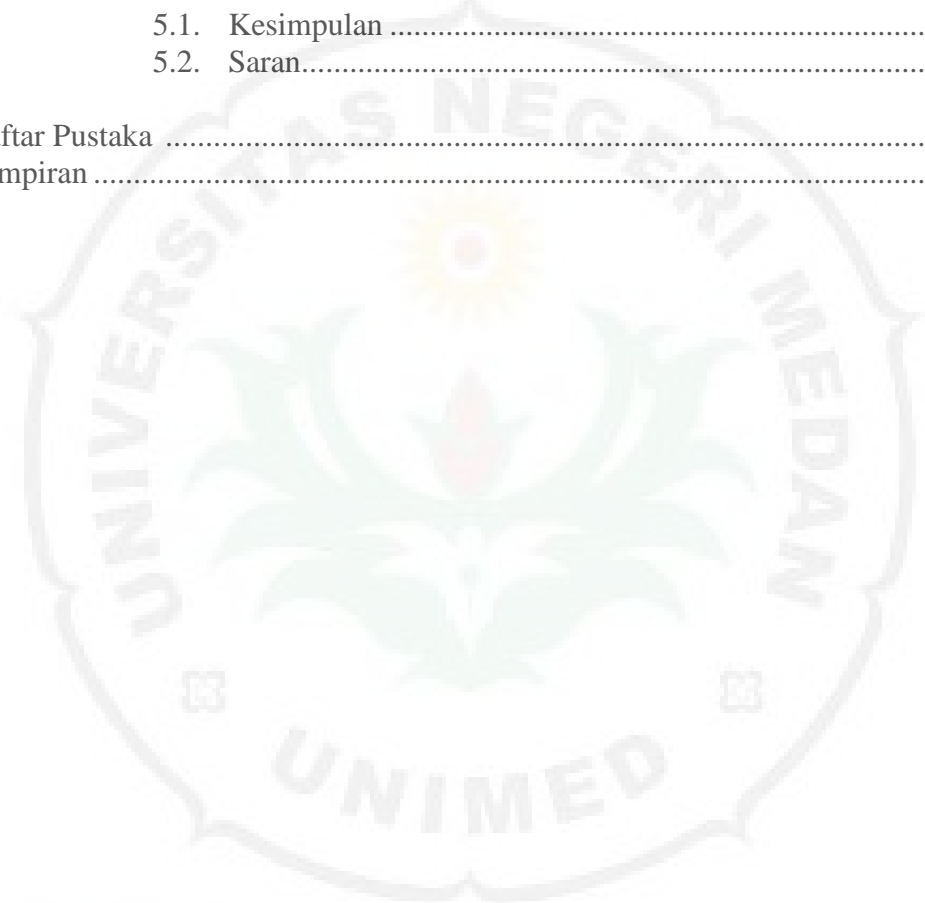 5.1. Kesimpulan ..................................................................
5.2. Saran.............................................................................
ftar Pustaka ..............................................................................................
mpiran .......................................................................................................
UNIVERSITAS NEGERI MEDAN
UNIMED